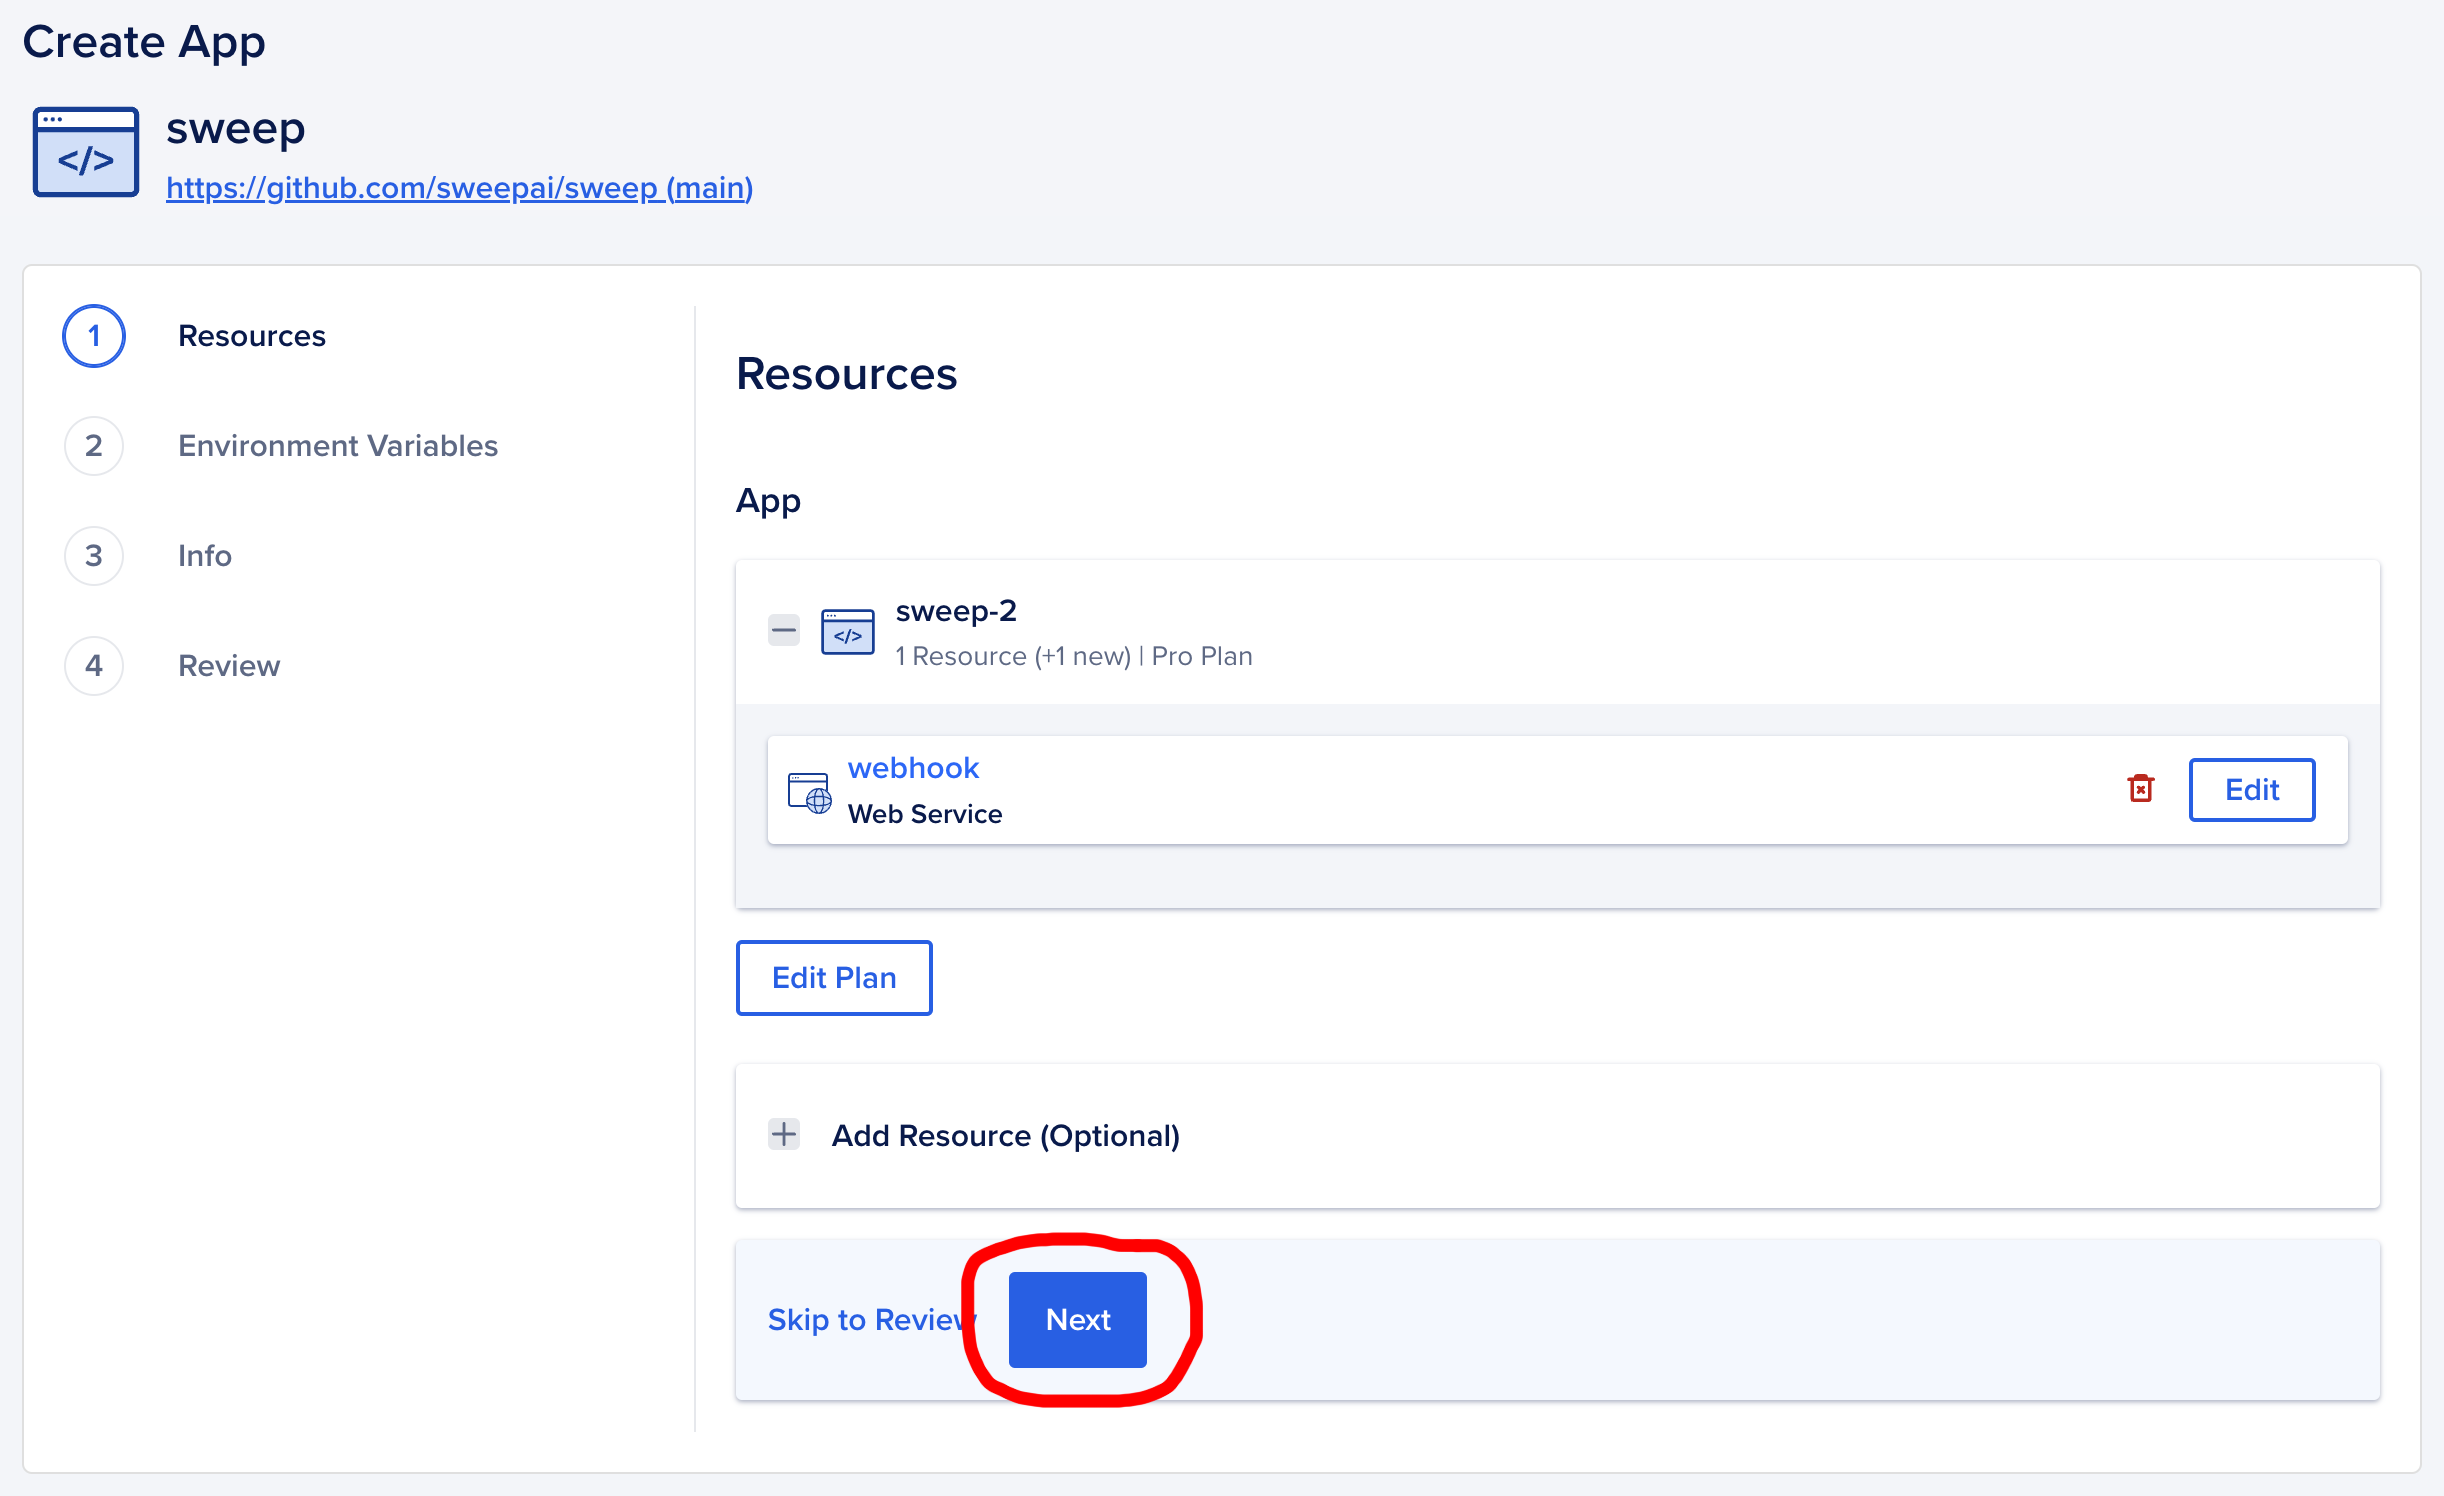 Create App
sweep
</>
https://github.com/sweepai/sweep (main)
1 Resources
2 Environment Variables
3 Info
4 Review
Resources
App
</>
sweep-2
1 Resource (+1 new) | Pro Plan
webhook
Web Service
Edit
Edit Plan
Add Resource (Optional)
Skip to Review
Next